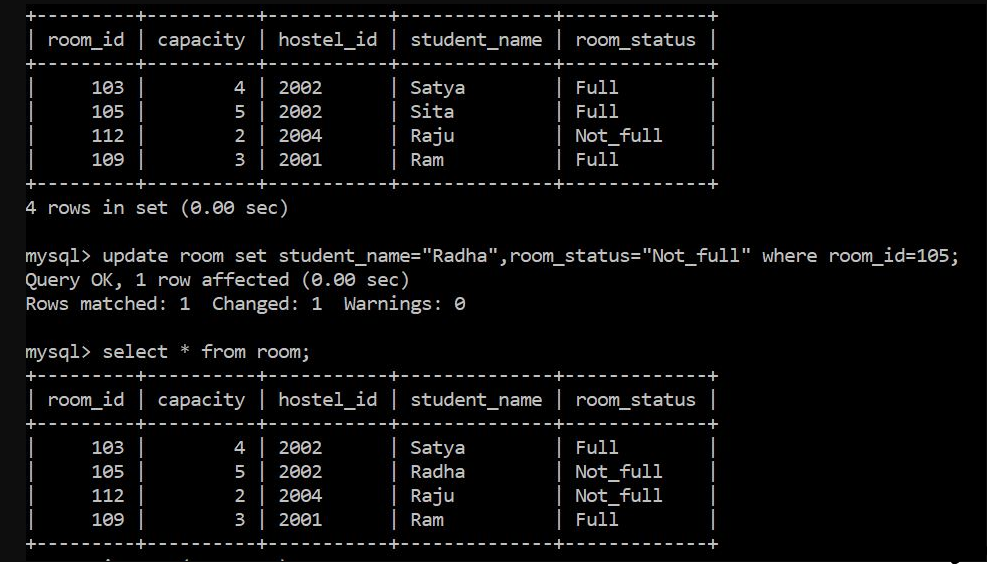 +---------+----------+-----------+--------------+-------------+
| room_id | capacity | hostel_id | student_name | room_status |
+---------+----------+-----------+--------------+-------------+
|     103 |        4 | 2002      | Satya        | Full        |
|     105 |        5 | 2002      | Sita         | Full        |
|     112 |        2 | 2004      | Raju         | Not_full    |
|     109 |        3 | 2001      | Ram          | Full        |
+---------+----------+-----------+--------------+-------------+
4 rows in set (0.00 sec)
mysql> update room set student_name="Radha",room_status="Not_full" where room_id=105;
Query OK, 1 row affected (0.00 sec)
Rows matched: 1  Changed: 1  Warnings: 0
mysql> select * from room;
+---------+----------+-----------+--------------+-------------+
| room_id | capacity | hostel_id | student_name | room_status |
+---------+----------+-----------+--------------+-------------+
|     103 |        4 | 2002      | Satya        | Full        |
|     105 |        5 | 2002      | Radha        | Not_full    |
|     112 |        2 | 2004      | Raju         | Not_full    |
|     109 |        3 | 2001      | Ram          | Full        |
+---------+----------+-----------+--------------+-------------+